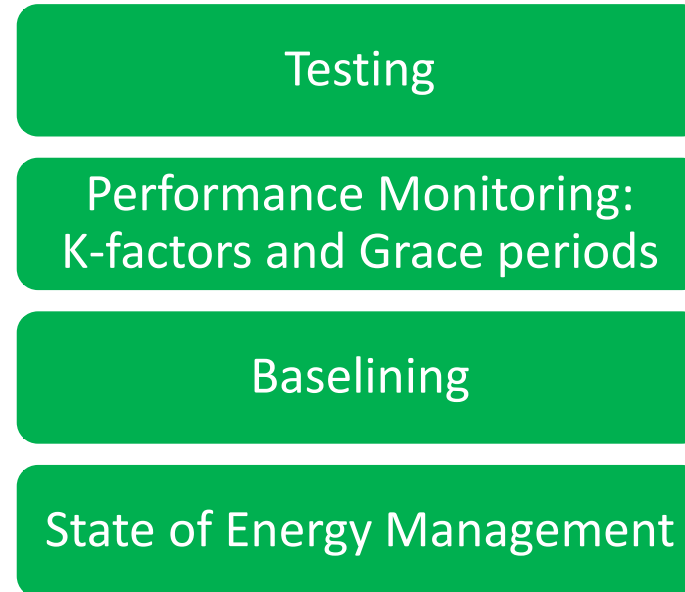 Testing
Performance Monitoring:
K-factors and Grace periods
Baselining
State of Energy Management